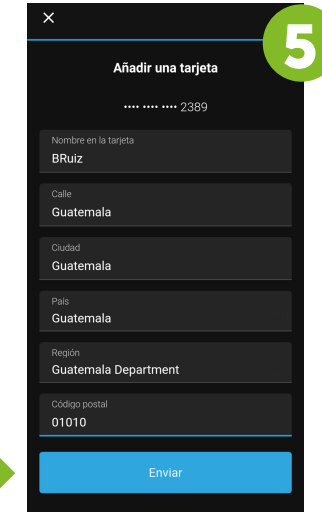 5
Añadir una tarjeta
•••• •••• •••• 2389
Nombre en la tarjeta
BRuiz
Calle
Guatemala
Ciudad
Guatemala
País
Guatemala
Región
Guatemala Department
Código postal
01010
Enviar